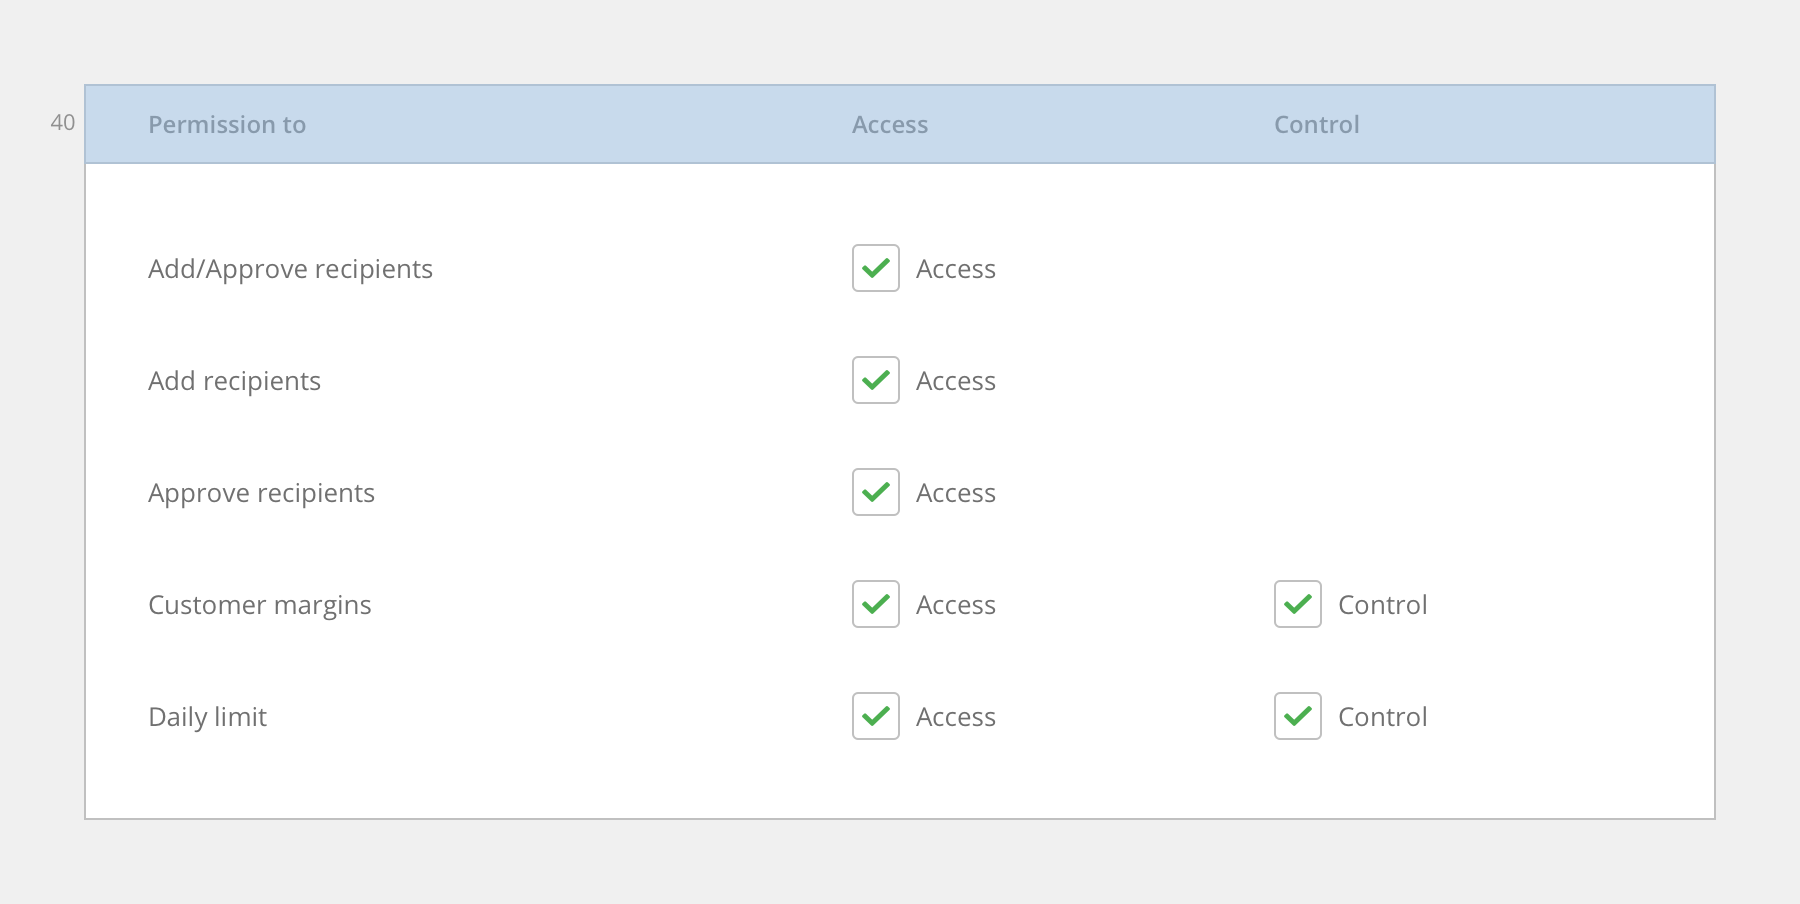 40 Permission to Access Control
Add/Approve recipients Access
Add recipients Access
Approve recipients Access
Customer margins Access Control
Daily limit Access Control